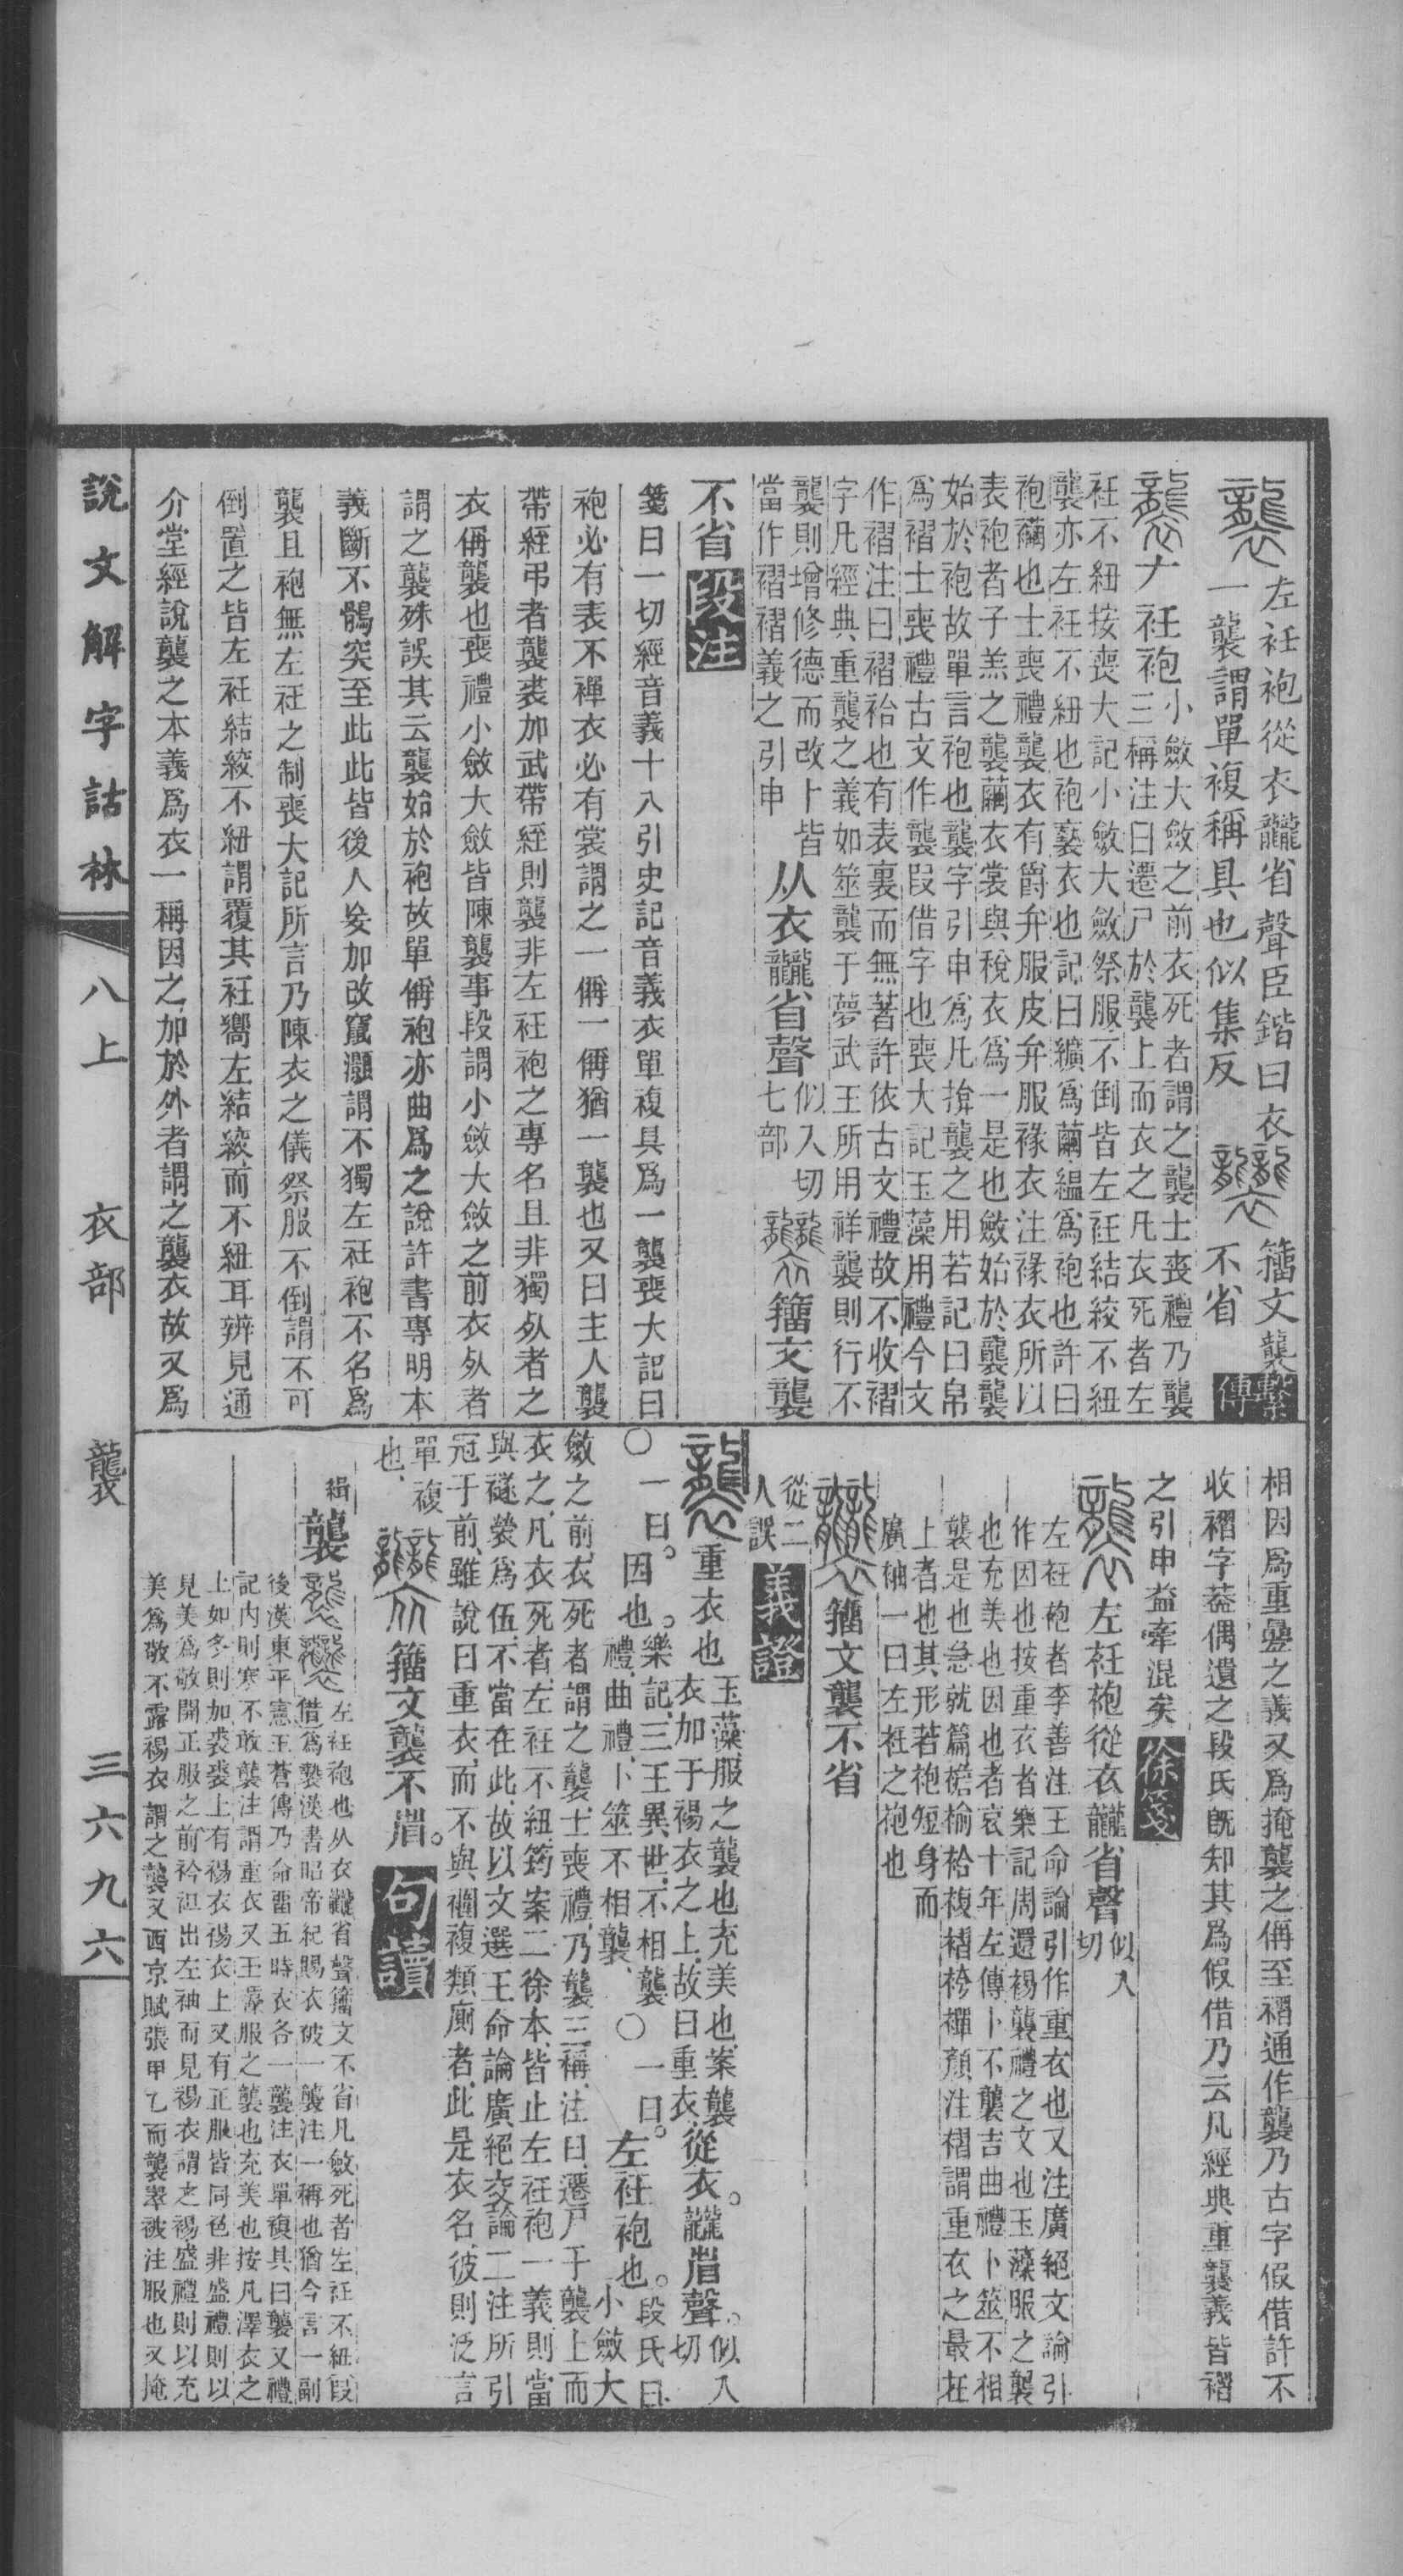 左衽袍從衣龖省聲臣鍇曰衣
一襲謂單複稱具也似集反
籒文襲
不省
繫傳
𠂇衽袍
小斂大斂之前衣死者謂之襲士喪禮乃襲
三稱注曰遷尸於襲上而衣之凡衣死者左
衽不紐按喪大記小斂大斂祭服不倒皆左衽結絞不紐
襲亦左衽不紐也袍褻衣也記曰纊爲繭縕爲袍也許曰
袍襺也士喪禮襲衣有爵弁服皮弁服褖衣注褖衣所以
表袍者子羔之襲繭衣裳與稅衣爲一是也斂始於襲襲
始於袍故單言袍也襲字引申爲凡揜襲之用若記曰帛
爲褶士喪禮古文作襲叚借字也喪大記玉藻用禮今文
作褶注曰褶袷也有表裏而無著許依古文禮故不收褶
字凡經典重襲之義如筮襲于夢武王所用祥襲則行不
襲則增修德而改卜皆
當作褶褶義之引申
从衣龖省聲
似入切
七部
籒文襲
不省
段注
箋曰一切經音義十八引史記音義衣單複具爲一襲喪大記曰
袍必有表不襌衣必有裳謂之一偁一偁猶一襲也又曰主人襲
帶絰弔者襲裘加武帶絰則襲非左衽袍之專名且非獨㱙者之
衣偁襲也喪禮小斂大斂皆陳襲事段謂小斂大斂之前衣㱙者
謂之襲殊誤其云襲始於袍故單偁袍亦曲爲之說許書專明本
義斷不鶻突至此此皆後人妄加改竄灝謂不獨左衽袍不名爲
襲且袍無左衽之制喪大記所言乃陳衣之儀祭服不倒謂不可
倒置之皆左衽結絞不紐謂覆其衽嚮左結絞而不紐耳辨見通
介堂經說襲之本義爲衣一稱因之加於外者謂之襲衣故又爲
相因爲重疊之義又爲掩襲之偁至褶通作襲乃古字假借許不
收褶字葢偶遺之段氏旣知其爲假借乃云凡經典重襲義皆褶
之引申益牽混矣
徐箋
左衽袍從衣龖省聲
似入
切
左衽袍者李善注王命論引作重衣也又注廣絕文論引
作因也按重衣者樂記周還裼襲禮之文也玉藻服之襲
也充美也因也者哀十年左傳卜不襲吉曲禮卜筮不相
襲是也急就篇襜褕袷複褶袴褌顏注褶謂重衣之最在
上者也其形若袍短身而
廣袖一曰左衽之袍也
籒文襲不省
從二
人誤
義證
重衣也
玉藻服之襲也充美也案襲
衣加于裼衣之上故曰重衣
從衣。龖省聲。
似入
切
○一曰。因也。
樂記三王異世不相襲
禮曲禮卜筮不相襲
○一曰。左衽袍也。
段氏曰
小斂大
斂之前衣死者謂之襲士喪禮乃襲三稱注曰遷尸于襲上而
衣之凡衣死者左衽不紐筠案二徐本皆止左衽袍一義則當
與襚褮爲伍不當在此故以文選王命論廣絕交論二注所引
冠于前雖說曰重衣而不與襡複類廁者此是衣名彼則泛言
單複
也
籒文襲不省。
句讀
緝
襲
左衽袍也从衣龖省聲籒文不省凡斂死者左衽不紐叚
借爲褺漢書昭帝紀賜衣被一襲注一稱也猶今言一副
後漢東平憲王蒼傳乃命留五時衣各一襲注衣單複具曰襲又禮
記內則寒不敢襲注謂重衣又玉藻服之襲也充美也按凡澤衣之
上如冬則加裘裘上有裼衣裼衣上又有正服皆同色非盛禮則以
見美爲敬開正服之前衿袒出左袖而見裼衣謂之裼盛禮則以充
美爲敬不露裼衣謂之襲又西京賦張甲乙而襲翠被注服也又掩
說文解字詁林
八上
衣部
襲
三六九六